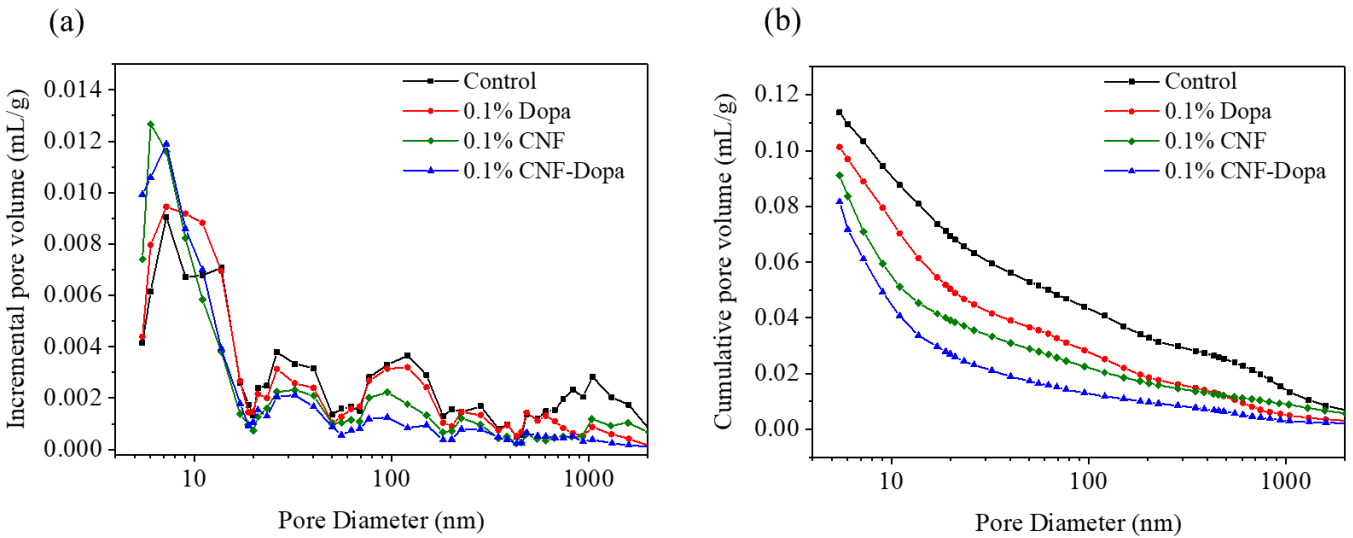 (a)
Incremental pore volume (mL/g)
0.014
0.012
0.010
0.008
0.006
0.004
0.002
0.000
Control
0.1% Dopa
0.1% CNF
0.1% CNF-Dopa
10
100
1000
Pore Diameter (nm)
(b)
Cumulative pore volume (mL/g)
0.12
0.10
0.08
0.06
0.04
0.02
0.00
Control
0.1% Dopa
0.1% CNF
0.1% CNF-Dopa
10
100
1000
Pore Diameter (nm)